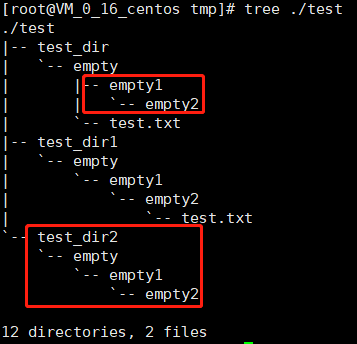 [root@VM_0_16_centos tmp]# tree ./test
./test
|-- test_dir
|   `-- empty
|       |-- empty1
|       |   `-- empty2
|       `-- test.txt
|-- test_dir1
|   `-- empty
|       `-- empty1
|           `-- empty2
|               `-- test.txt
`-- test_dir2
    `-- empty
        `-- empty1
            `-- empty2

12 directories, 2 files